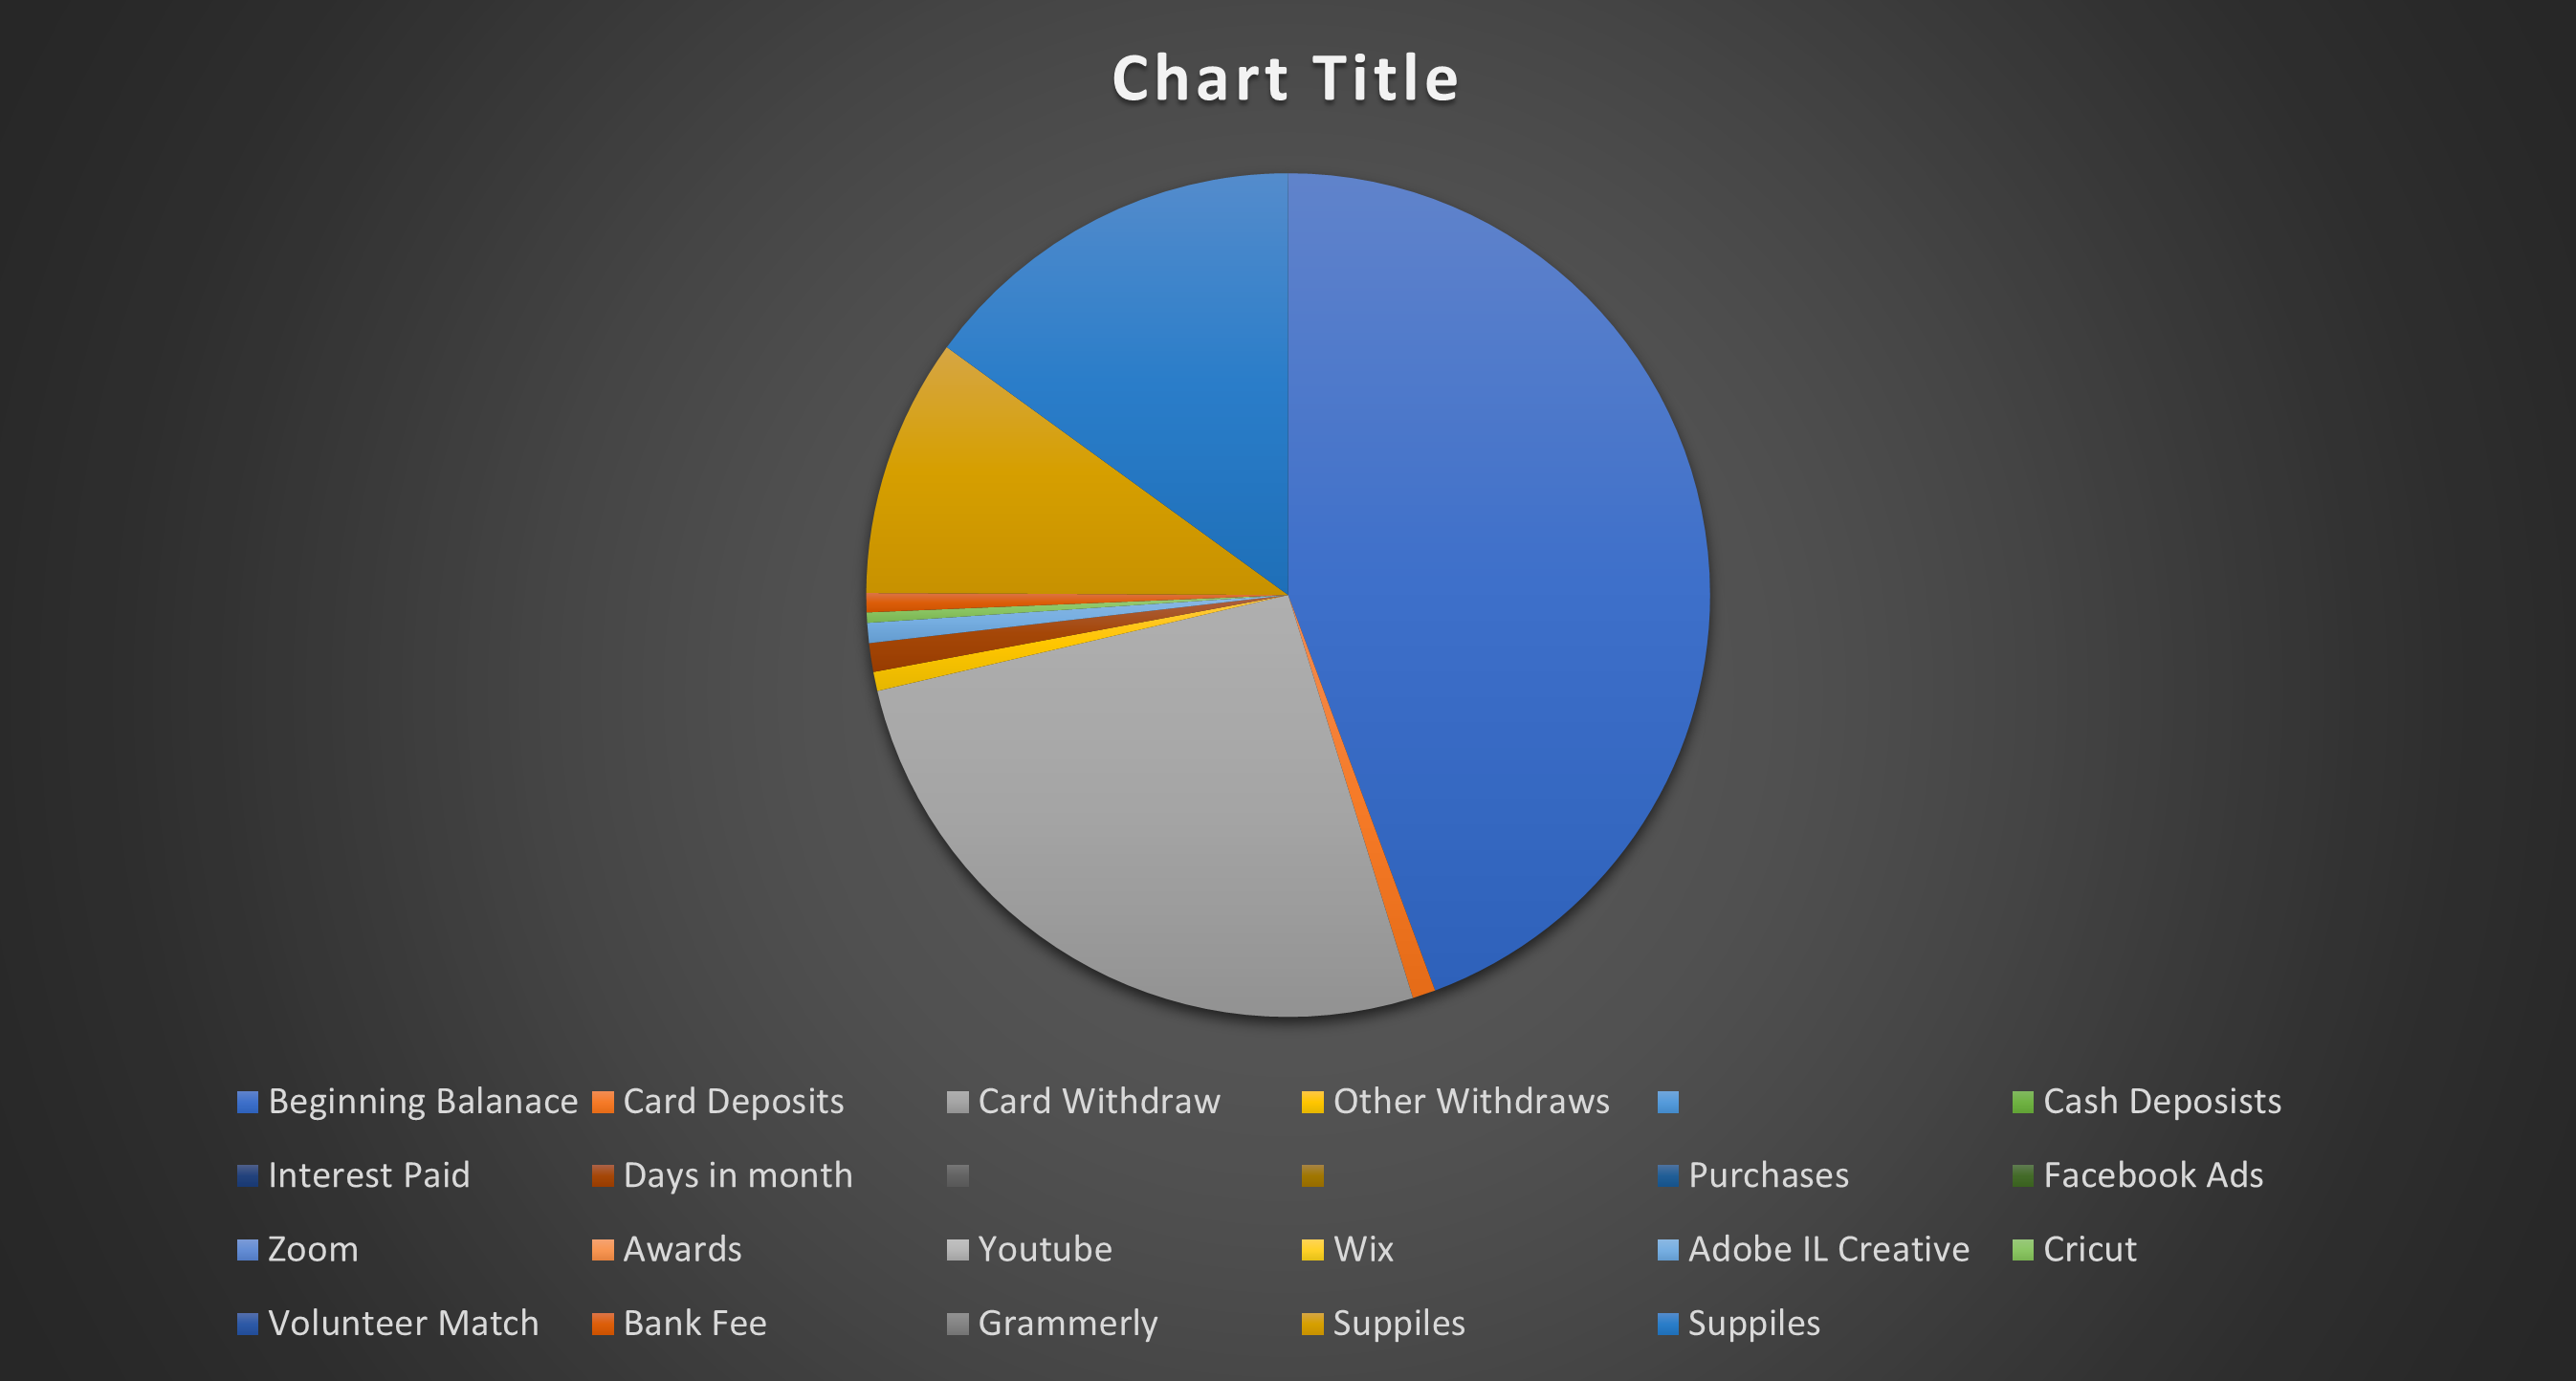 Chart Title
Beginning Balanace Card Deposits Card Withdraw Other Withdraws Cash Deposists
Interest Paid Days in month Purchases Facebook Ads
Zoom Awards Youtube Wix Adobe IL Creative Cricut
Volunteer Match Bank Fee Grammerly Suppiles Suppiles